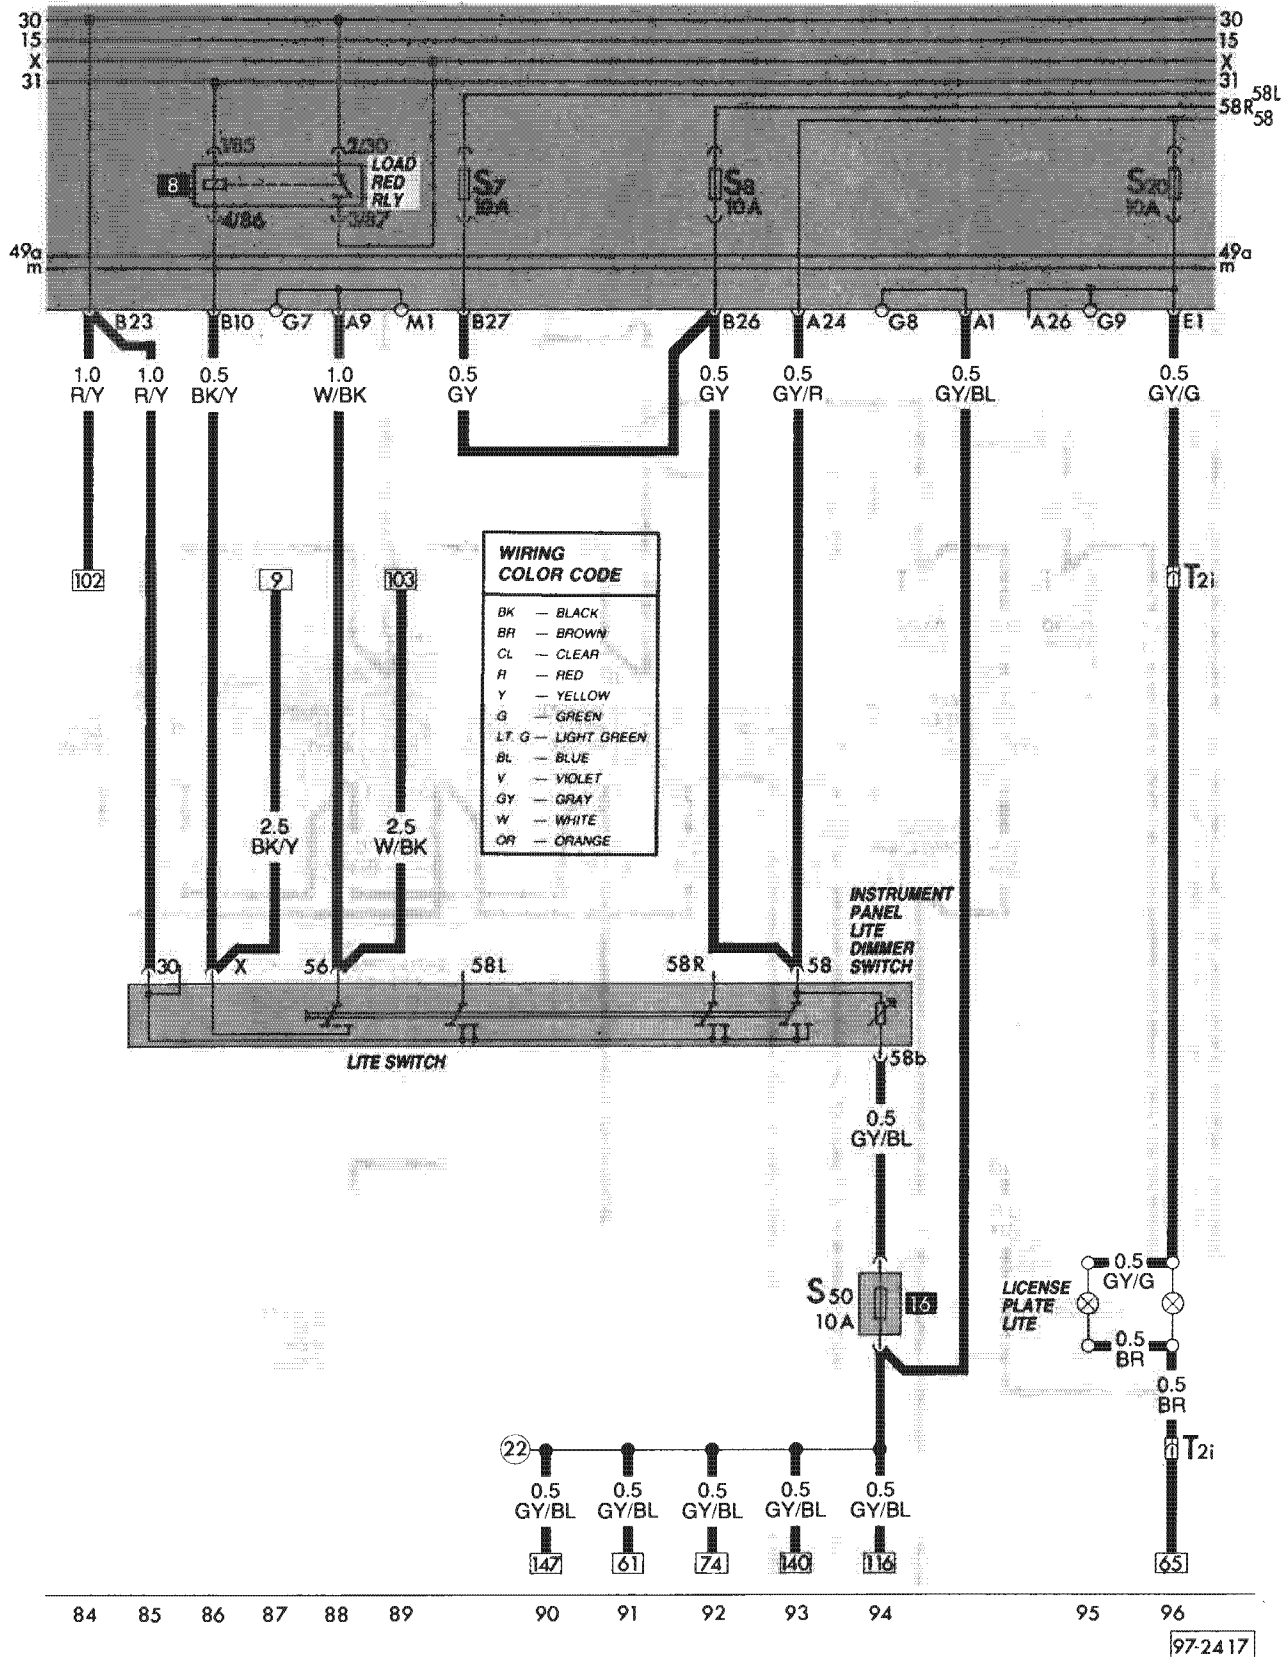 30 30
15 15
X X
31 31
58L
58R
58
1/85 2/30
8 LOAD
RED
RLY
4/86 3/87
S7
10A
S8
10A
S20
10A
49a 49a
m m
B23 B10 G7 A9 M1 B27 B26 A24 G8 A1 A26 G9 E1
1.0 1.0 0.5 1.0 0.5 0.5 0.5 0.5 0.5
R/Y R/Y BK/Y W/BK GY GY GY/R GY/BL GY/G
WIRING
COLOR CODE
BK — BLACK
BR — BROWN
CL — CLEAR
R — RED
Y — YELLOW
G — GREEN
LT G — LIGHT GREEN
BL — BLUE
V — VIOLET
GY — GRAY
W — WHITE
OR — ORANGE
102 9 103 T2i
2.5 2.5
BK/Y W/BK
INSTRUMENT
PANEL
LITE
DIMMER
SWITCH
30 X 56 58L 58R 58
LITE SWITCH
58b
0.5
GY/BL
S50
10A
16
LICENSE
PLATE
LITE
0.5
GY/G
0.5
BR
0.5
BR
22 T2i
0.5 0.5 0.5 0.5 0.5
GY/BL GY/BL GY/BL GY/BL GY/BL
147 61 74 140 116 65
84 85 86 87 88 89 90 91 92 93 94 95 96
97-2417